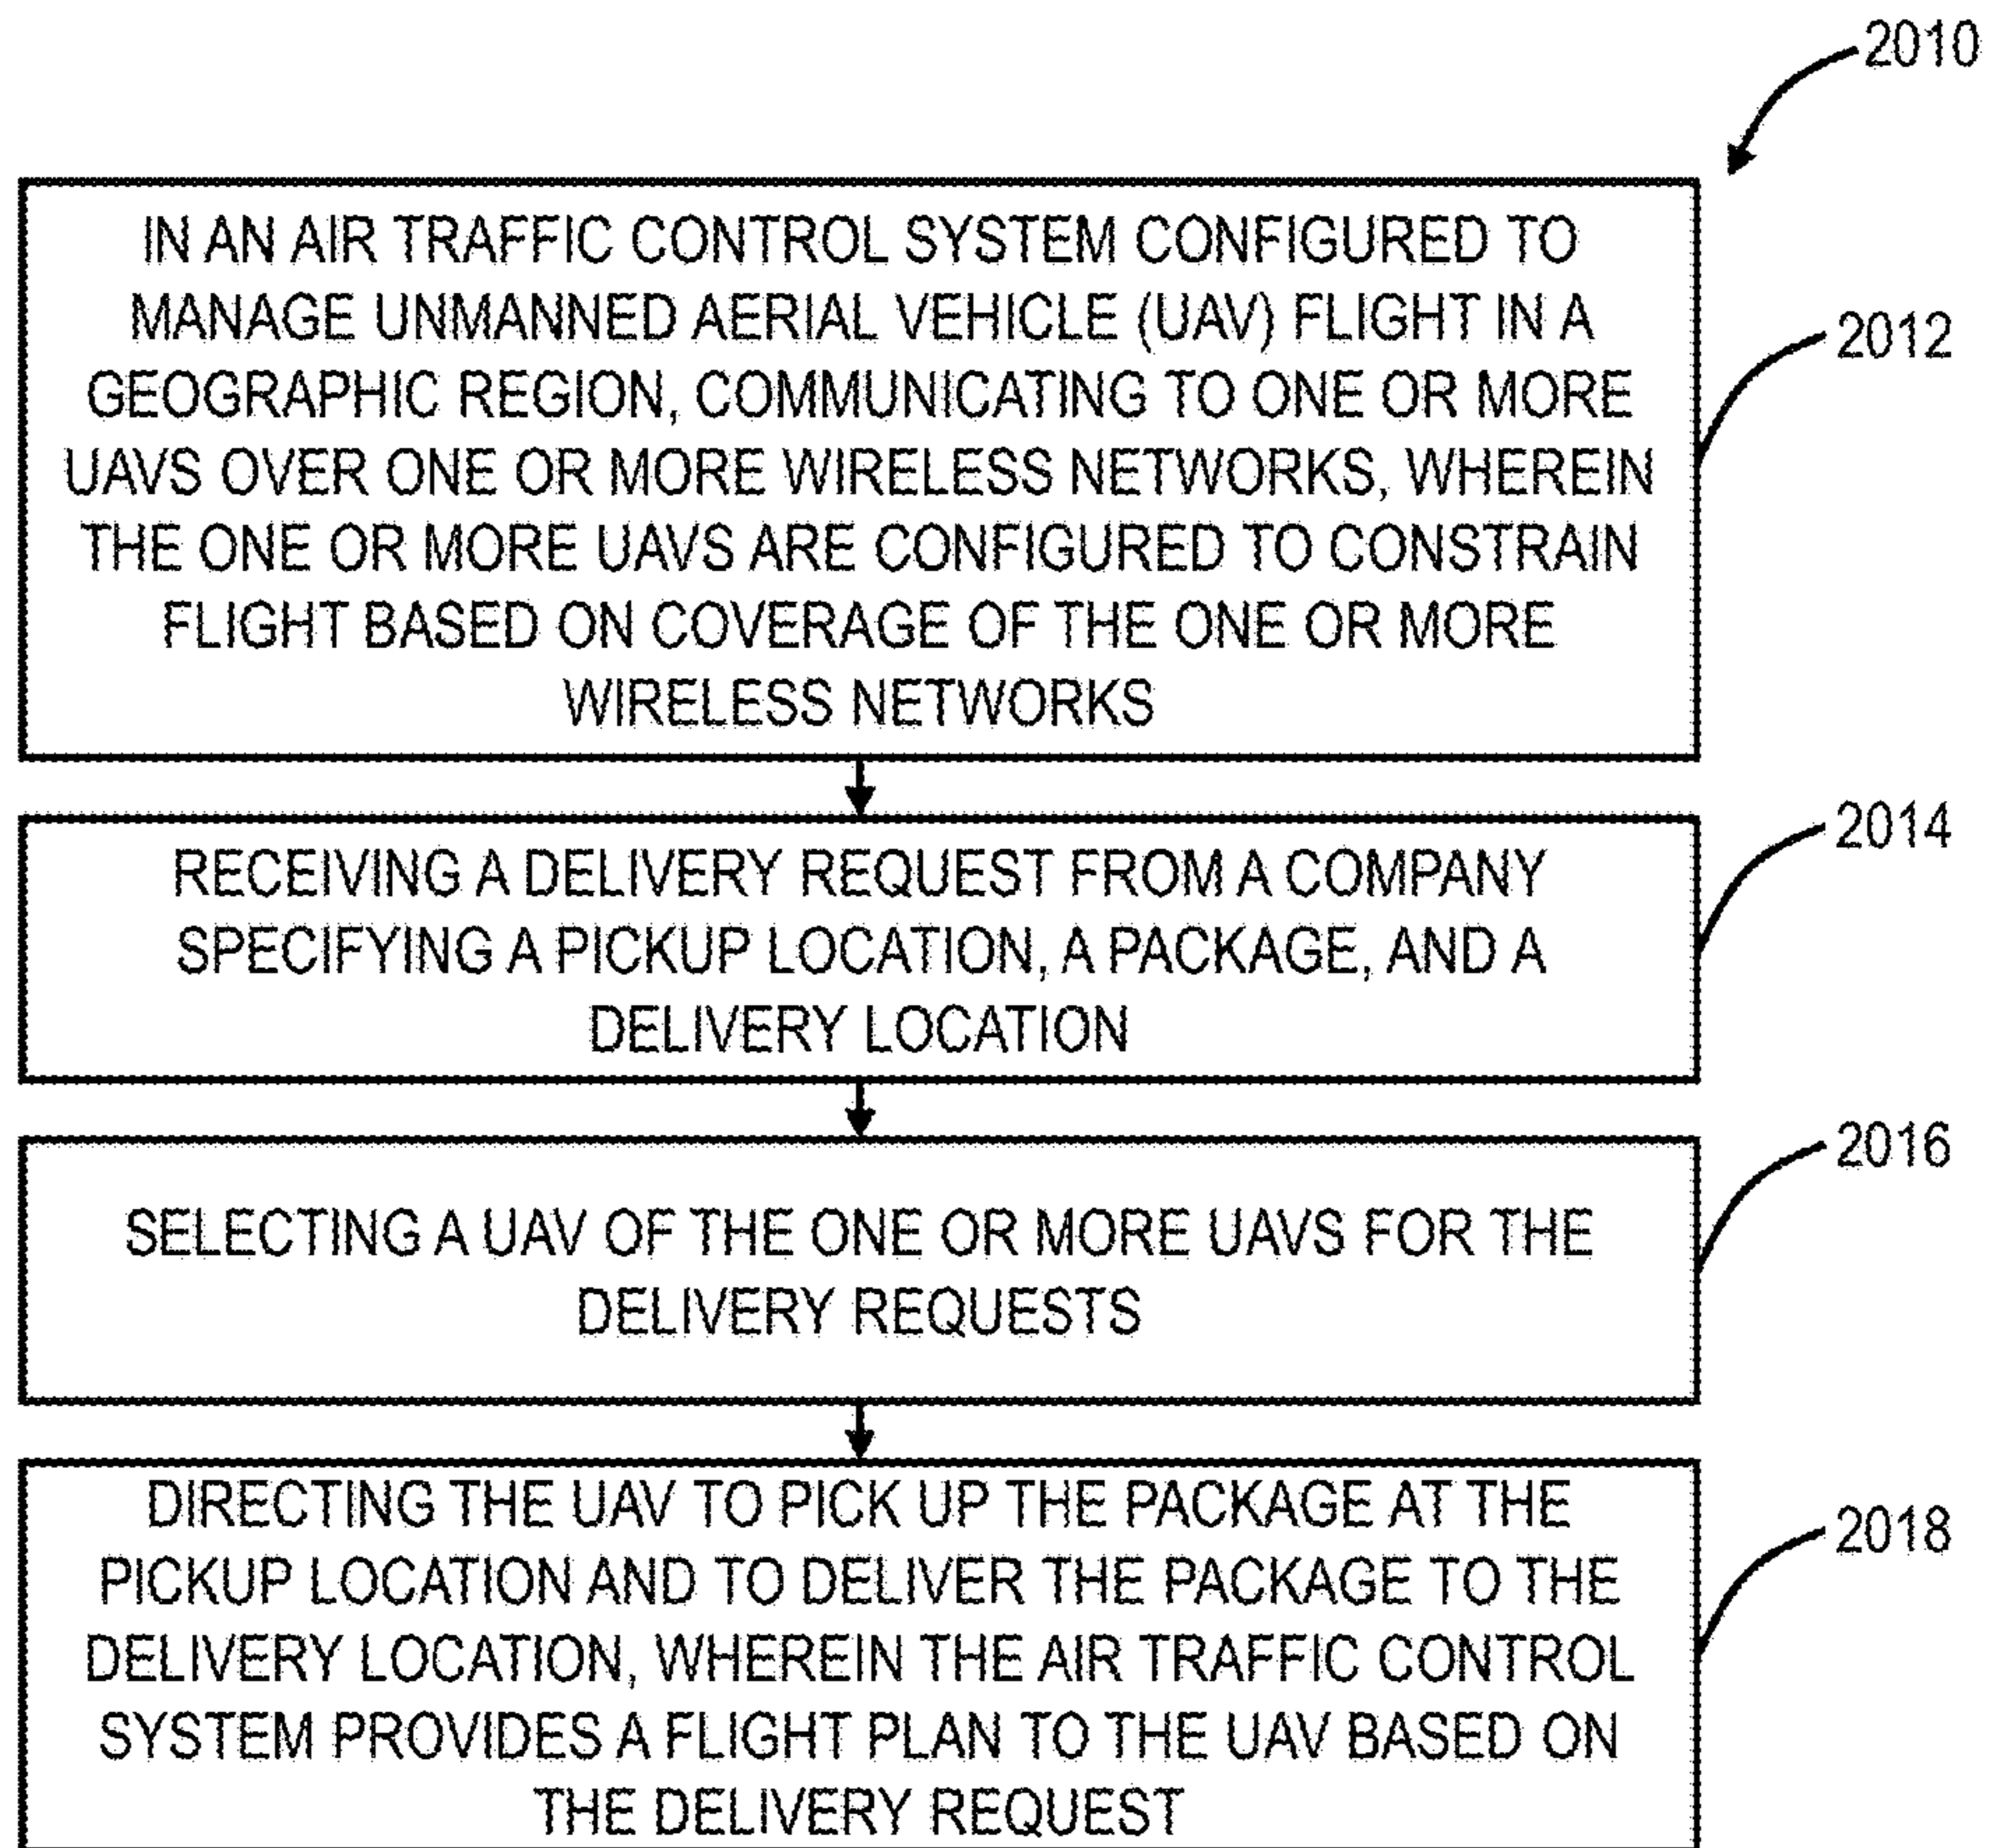 2010
IN AN AIR TRAFFIC CONTROL SYSTEM CONFIGURED TO
MANAGE UNMANNED AERIAL VEHICLE (UAV) FLIGHT IN A
GEOGRAPHIC REGION, COMMUNICATING TO ONE OR MORE
UAVS OVER ONE OR MORE WIRELESS NETWORKS, WHEREIN
THE ONE OR MORE UAVS ARE CONFIGURED TO CONSTRAIN
FLIGHT BASED ON COVERAGE OF THE ONE OR MORE
WIRELESS NETWORKS
2012
RECEIVING A DELIVERY REQUEST FROM A COMPANY
SPECIFYING A PICKUP LOCATION, A PACKAGE, AND A
DELIVERY LOCATION
2014
SELECTING A UAV OF THE ONE OR MORE UAVS FOR THE
DELIVERY REQUESTS
2016
DIRECTING THE UAV TO PICK UP THE PACKAGE AT THE
PICKUP LOCATION AND TO DELIVER THE PACKAGE TO THE
DELIVERY LOCATION, WHEREIN THE AIR TRAFFIC CONTROL
SYSTEM PROVIDES A FLIGHT PLAN TO THE UAV BASED ON
THE DELIVERY REQUEST
2018